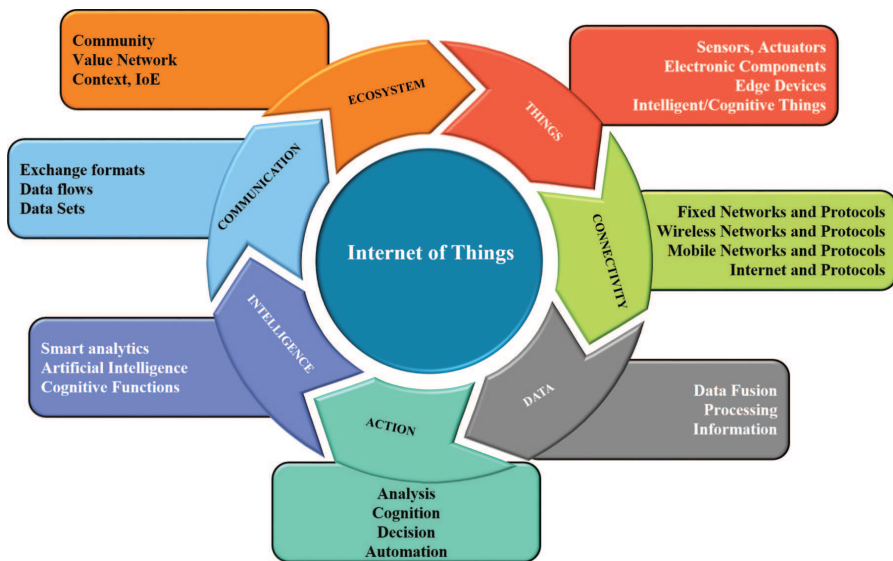 Community
Value Network
Context, IoE
ECOSYSTEM
Sensors, Actuators
Electronic Components
Edge Devices
Intelligent/Cognitive Things
THINGS
Exchange formats
Data flows
Data Sets
COMMUNICATION
Internet of Things
Fixed Networks and Protocols
Wireless Networks and Protocols
Mobile Networks and Protocols
Internet and Protocols
CONNECTIVITY
Smart analytics
Artificial Intelligence
Cognitive Functions
INTELLIGENCE
Data Fusion
Processing
Information
DATA
ACTION
Analysis
Cognition
Decision
Automation